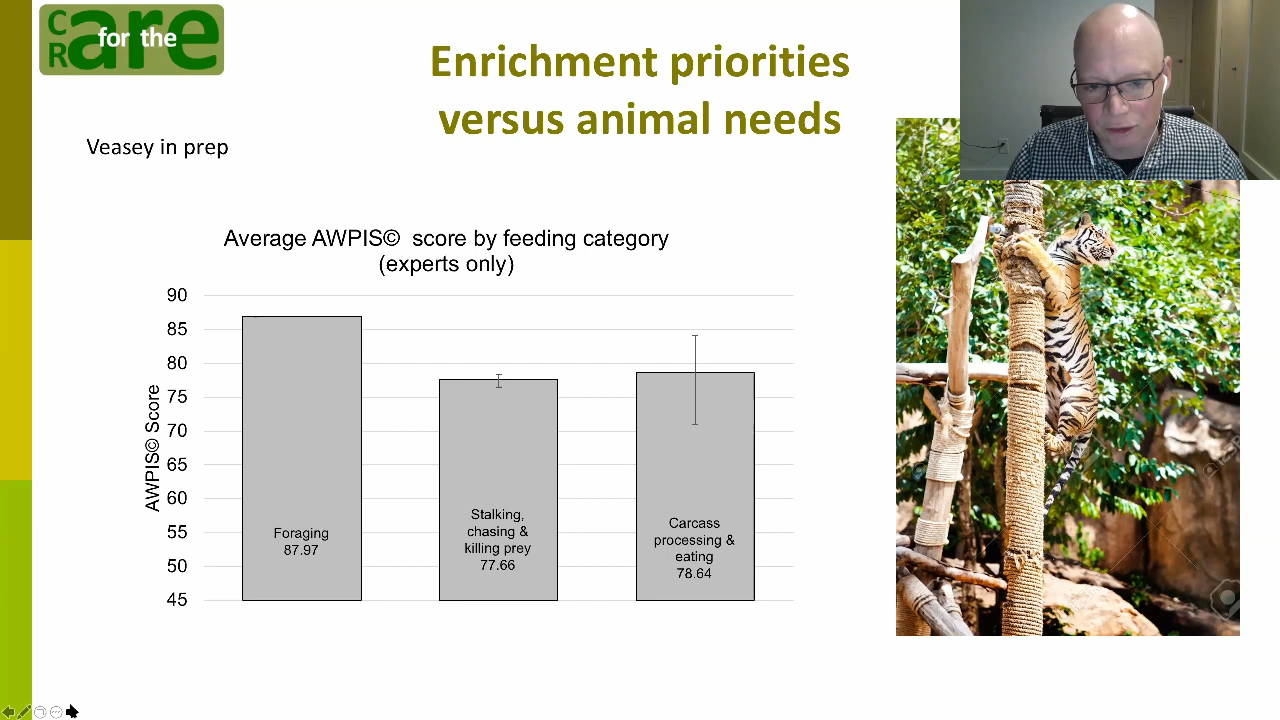 CR are for the
Enrichment priorities
versus animal needs
Veasey in prep
Average AWPIS© score by feeding category
(experts only)
AWPIS© Score
90
85
80
75
70
65
60
55
50
45
Foraging
87.97
Stalking,
chasing &
killing prey
77.66
Carcass
processing &
eating
78.64